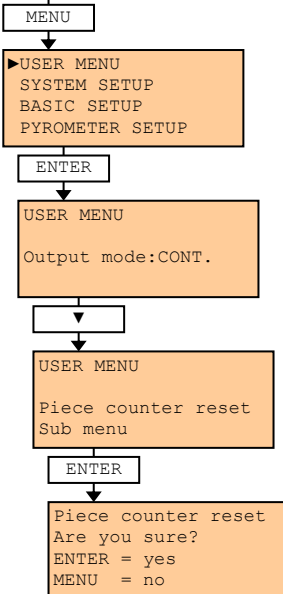 MENU
►USER MENU
SYSTEM SETUP
BASIC SETUP
PYROMETER SETUP
ENTER
USER MENU
Output mode:CONT.
▼
USER MENU
Piece counter reset
Sub menu
ENTER
Piece counter reset
Are you sure?
ENTER = yes
MENU  = no